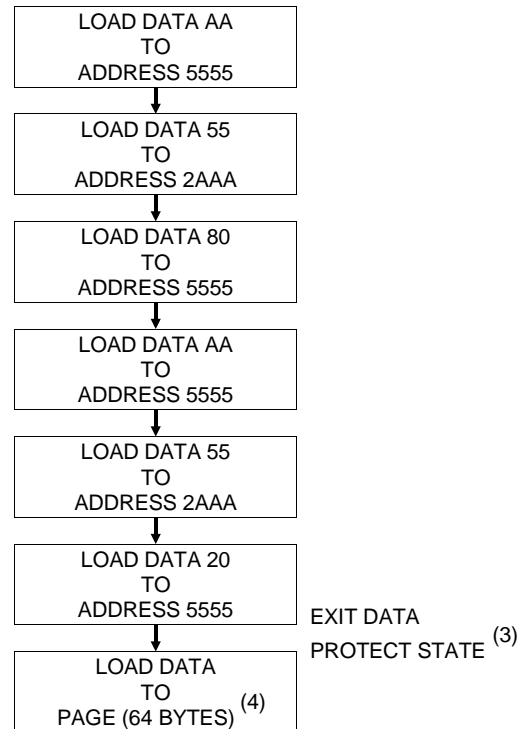 LOAD DATA AA
TO
ADDRESS 5555
LOAD DATA 55
TO
ADDRESS 2AAA
LOAD DATA 80
TO
ADDRESS 5555
LOAD DATA AA
TO
ADDRESS 5555
LOAD DATA 55
TO
ADDRESS 2AAA
LOAD DATA 20
TO
ADDRESS 5555
EXIT DATA
PROTECT STATE (3)
LOAD DATA
TO
PAGE (64 BYTES) (4)